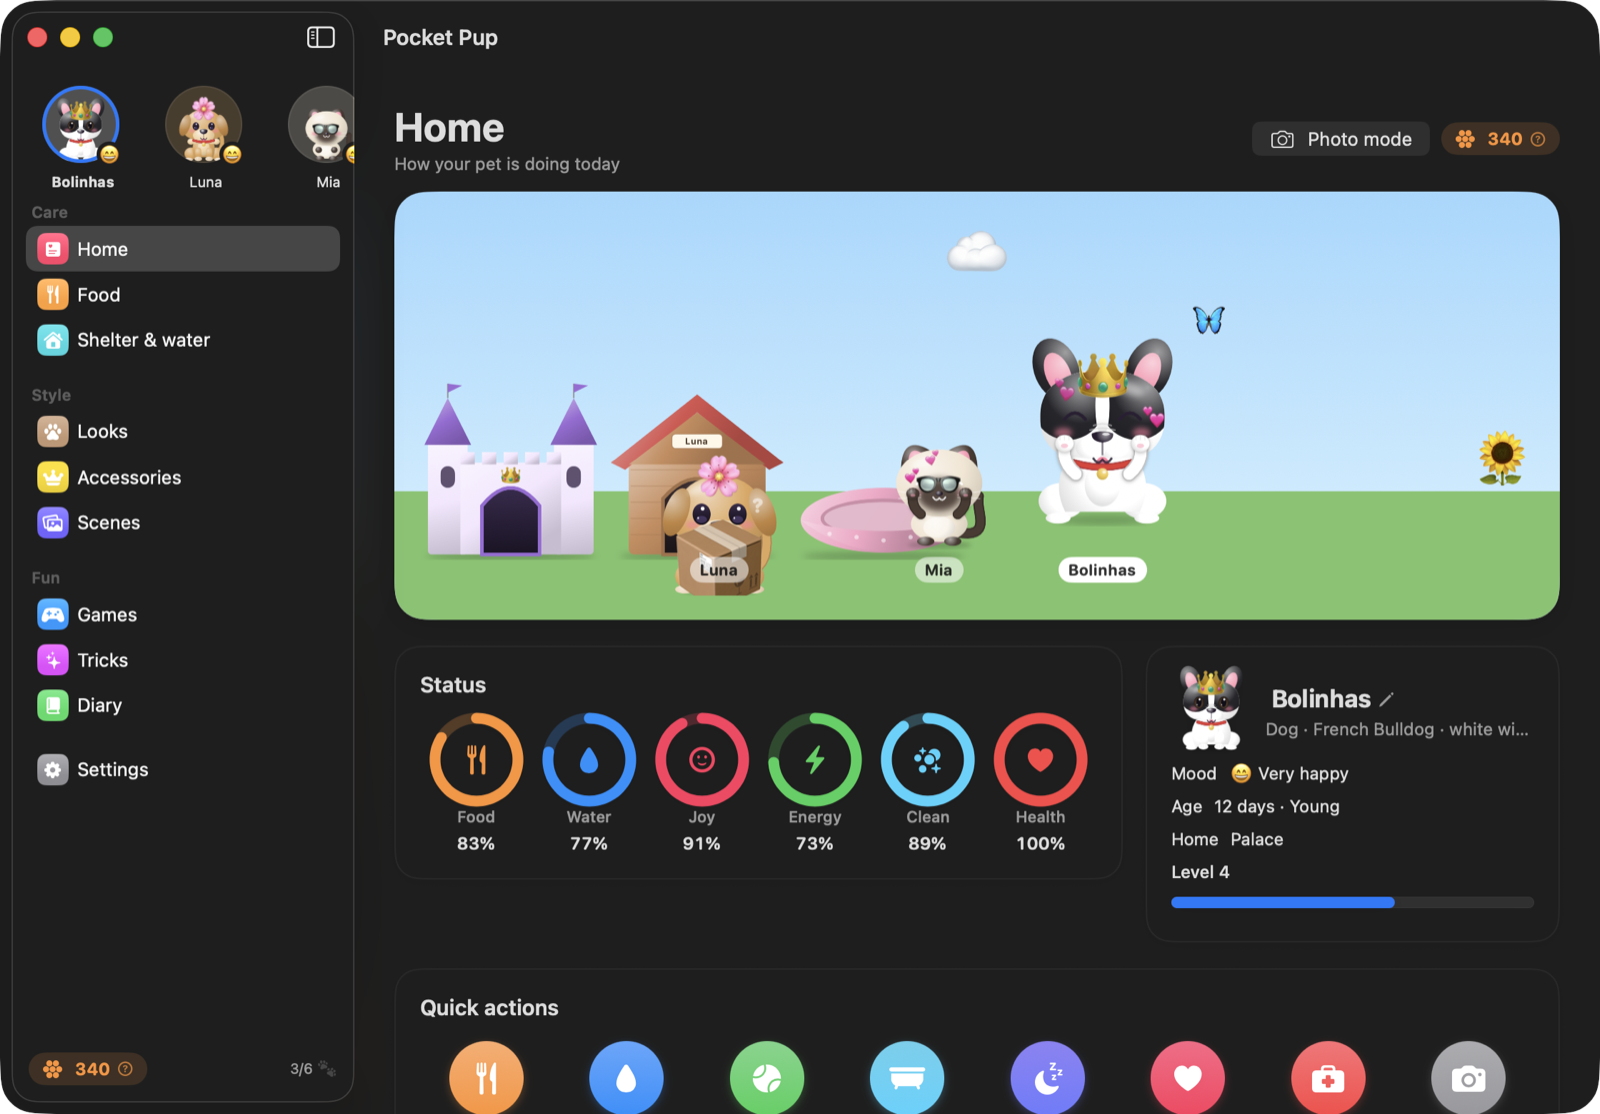 Pocket Pup
Bolinhas
Luna
Mia
Care
Home
Food
Shelter & water
Style
Looks
Accessories
Scenes
Fun
Games
Tricks
Diary
Settings
340
3/6
Home
How your pet is doing today
Photo mode
340
Luna
Luna
Mia
Bolinhas
Status
Food
Water
Joy
Energy
Clean
Health
83%
77%
91%
73%
89%
100%
Bolinhas
Dog · French Bulldog · white wi...
Mood 😄 Very happy
Age 12 days · Young
Home Palace
Level 4
Quick actions